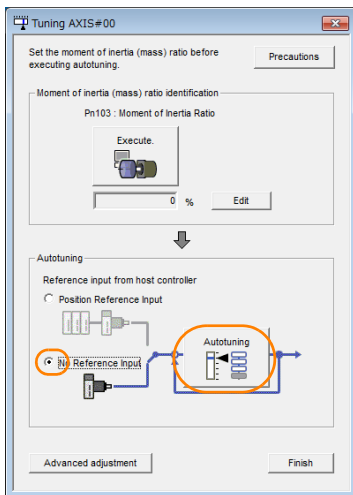 Tuning AXIS#00
Set the moment of inertia (mass) ratio before
executing autotuning.
Precautions
Moment of inertia (mass) ratio identification
Pn103 : Moment of Inertia Ratio
Execute.
0 %
Edit
Autotuning
Reference input from host controller
Position Reference Input
No Reference Input
Autotuning
Advanced adjustment
Finish